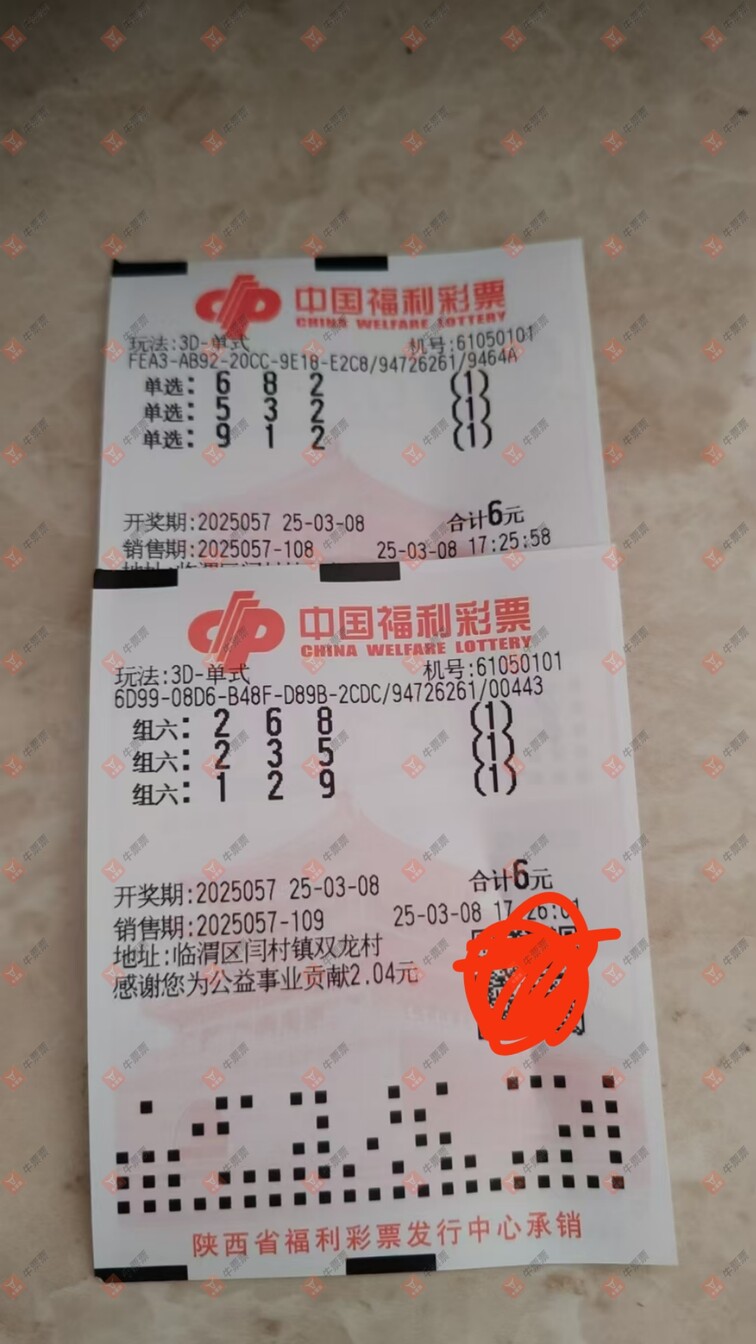 中国福利彩票
CHINA WELFARE LOTTERY
玩法:3D-单式 机号:61050101
FEA3-AB92-20CC-9E18-E2C8/94726261/9464A
单选: 6 8 2 (1)
单选: 5 3 2 (1)
单选: 9 1 2 (1)
开奖期:2025057 25-03-08 合计6元
销售期:2025057-108 25-03-08 17:25:58
中国福利彩票
CHINA WELFARE LOTTERY
玩法:3D-单式 机号:61050101
6D99-08D6-B48F-D89B-2CDC/94726261/00443
组六: 2 6 8 (1)
组六: 2 3 5 (1)
组六: 1 2 9 (1)
开奖期:2025057 25-03-08 合计6元
销售期:2025057-109 25-03-08 17:26:01
地址:临渭区闫村镇双龙村
感谢您为公益事业贡献2.04元
陕西省福利彩票发行中心承销